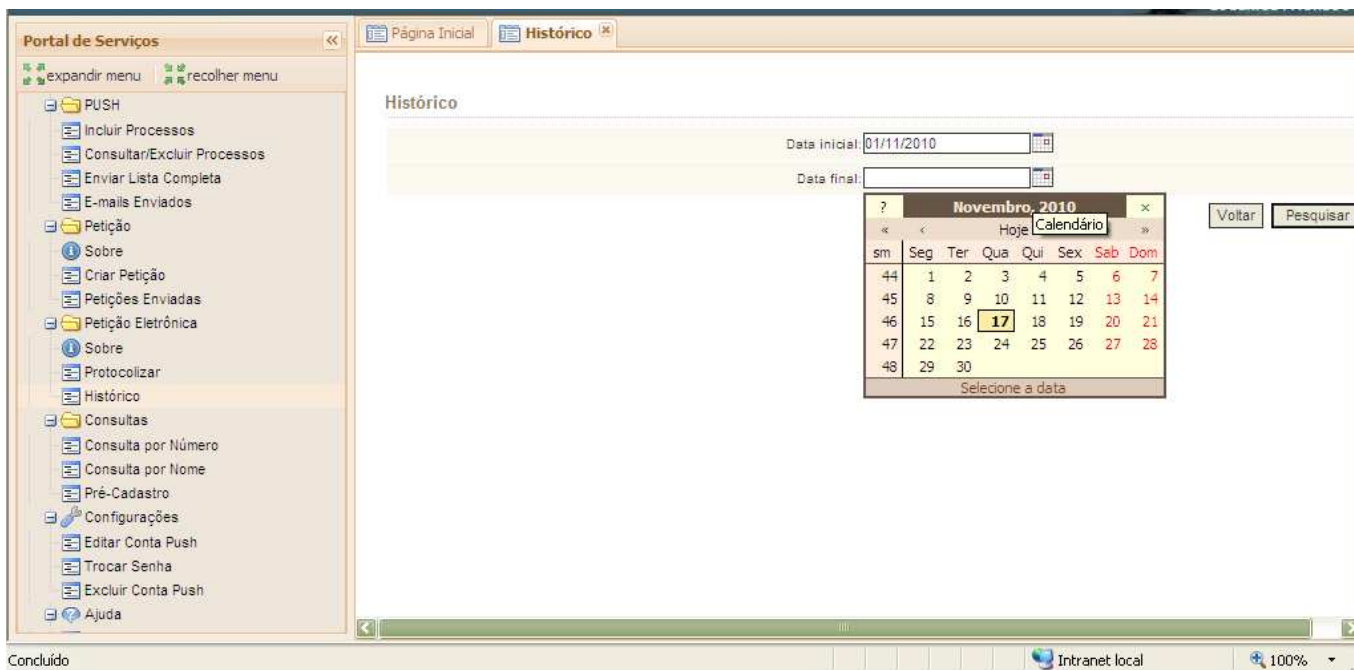 Portal de Serviços «
expandir menu recolher menu
PUSH
Incluir Processos
Consultar/Excluir Processos
Enviar Lista Completa
E-mails Enviados
Petição
Sobre
Criar Petição
Petições Enviadas
Petição Eletrônica
Sobre
Protocolizar
Histórico
Consultas
Consulta por Número
Consulta por Nome
Pré-Cadastro
Configurações
Editar Conta Push
Trocar Senha
Excluir Conta Push
Ajuda
Página Inicial Histórico
Histórico
Data inicial: 01/11/2010
Data final:
? Novembro, 2010 ×
« ‹ Hoje »
Calendário
sm Seg Ter Qua Qui Sex Sab Dom
44 1 2 3 4 5 6 7
45 8 9 10 11 12 13 14
46 15 16 17 18 19 20 21
47 22 23 24 25 26 27 28
48 29 30
Selecione a data
Voltar Pesquisar
Concluído Intranet local 100%